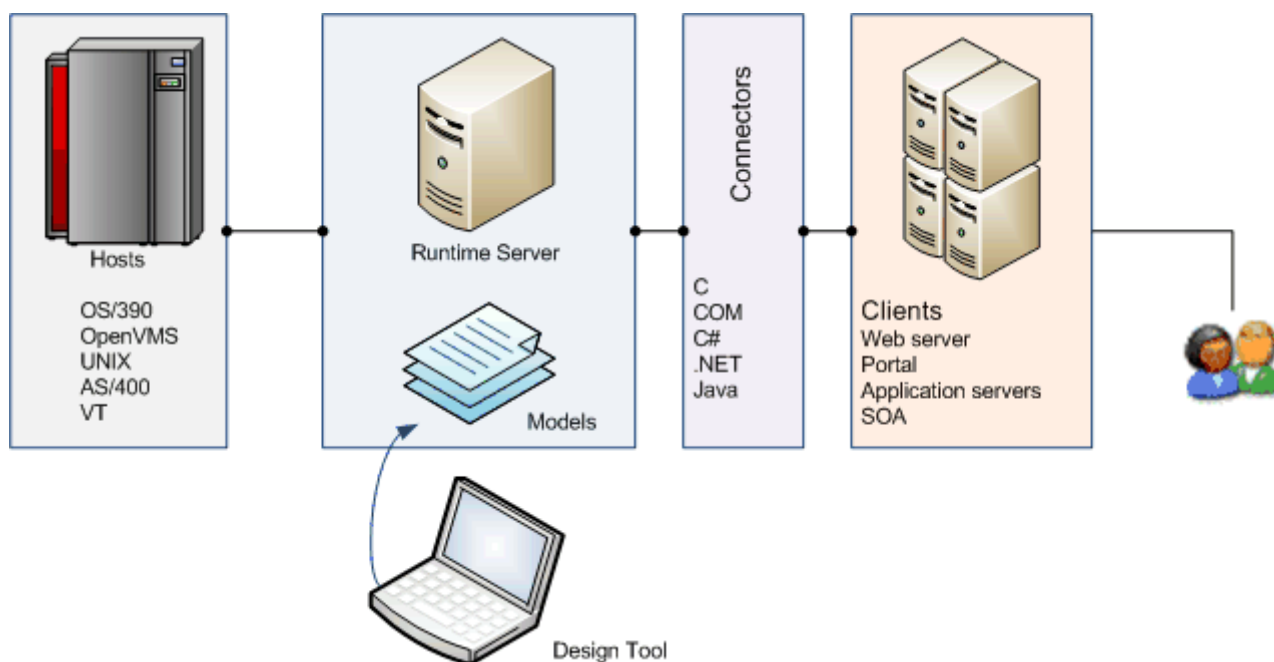 Hosts
OS/390
OpenVMS
UNIX
AS/400
VT
Runtime Server
Models
Design Tool
Connectors
C
COM
C#
.NET
Java
Clients
Web server
Portal
Application servers
SOA